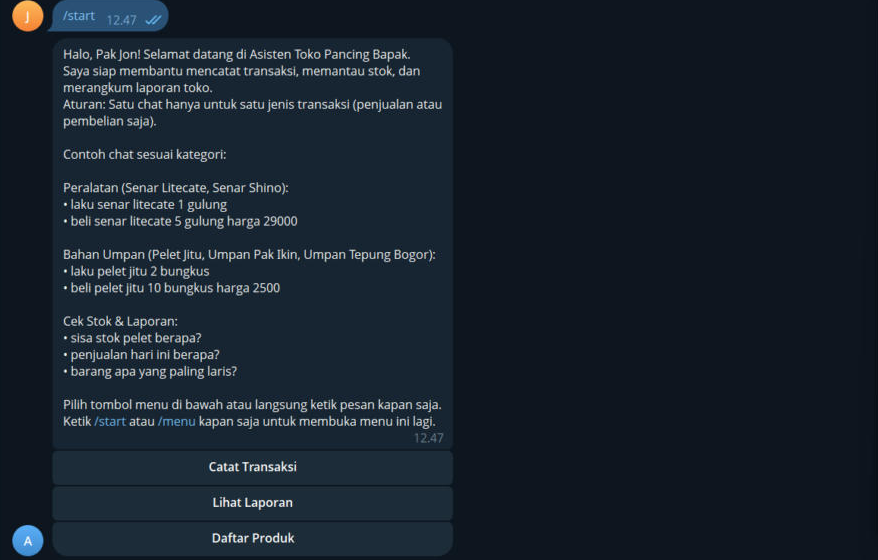 J
/start 12.47
Halo, Pak Jon! Selamat datang di Asisten Toko Pancing Bapak.
Saya siap membantu mencatat transaksi, memantau stok, dan
merangkum laporan toko.
Aturan: Satu chat hanya untuk satu jenis transaksi (penjualan atau
pembelian saja).
Contoh chat sesuai kategori:
Peralatan (Senar Litecate, Senar Shino):
• laku senar litecate 1 gulung
• beli senar litecate 5 gulung harga 29000
Bahan Umpan (Pelet Jitu, Umpan Pak Ikin, Umpan Tepung Bogor):
• laku pelet jitu 2 bungkus
• beli pelet jitu 10 bungkus harga 2500
Cek Stok & Laporan:
• sisa stok pelet berapa?
• penjualan hari ini berapa?
• barang apa yang paling laris?
Pilih tombol menu di bawah atau langsung ketik pesan kapan saja.
Ketik /start atau /menu kapan saja untuk membuka menu ini lagi.
12.47
Catat Transaksi
Lihat Laporan
Daftar Produk
A